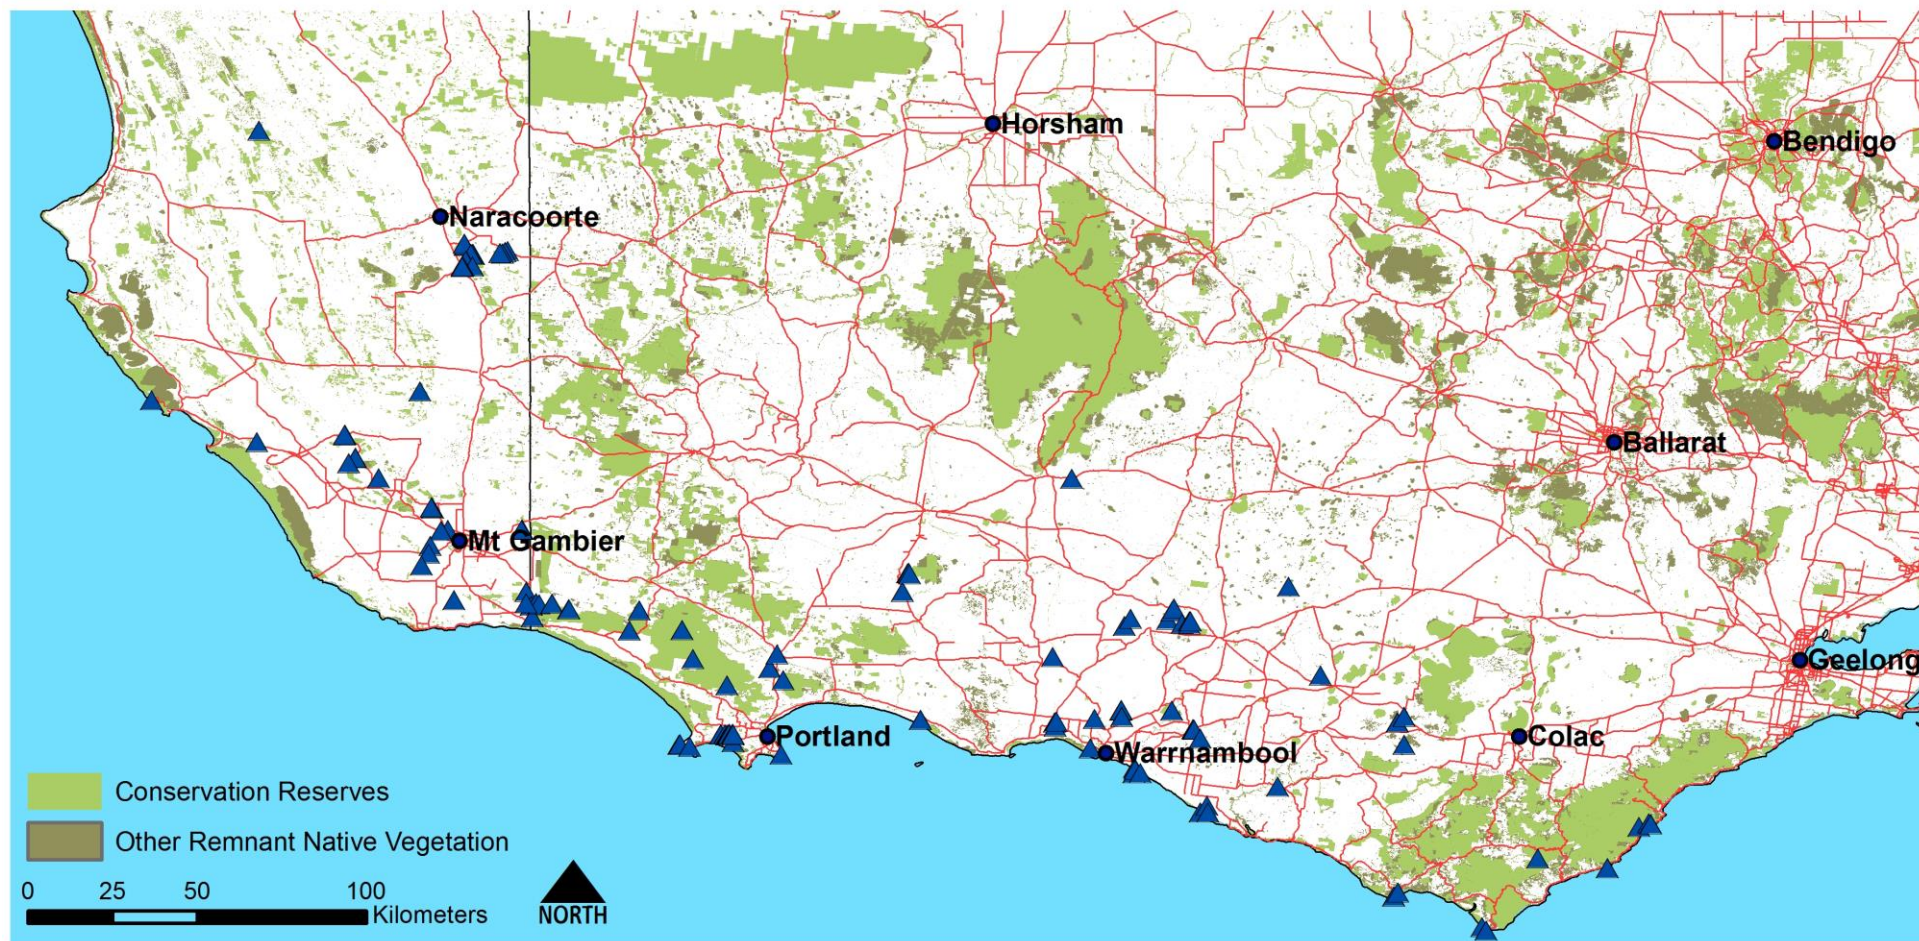 Horsham
Bendigo
Naracoorte
Ballarat
Mt Gambier
Geelong
Portland
Warrnambool
Colac
Conservation Reserves
Other Remnant Native Vegetation
0 25 50 100
Kilometers
NORTH